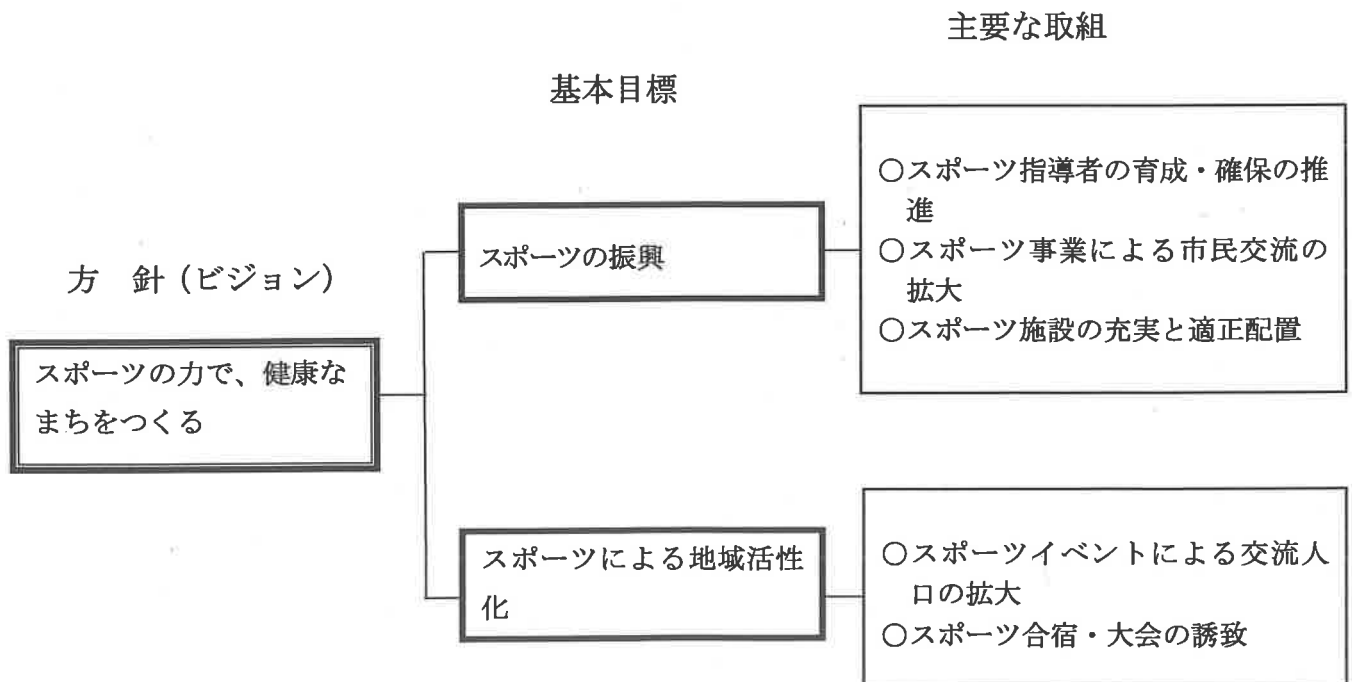 主要な取組
基本目標
○スポーツ指導者の育成・確保の推
進
○スポーツ事業による市民交流の
拡大
○スポーツ施設の充実と適正配置
スポーツの振興
方　針（ビジョン）
スポーツの力で、健康な
まちをつくる
スポーツによる地域活性
化
○スポーツイベントによる交流人
口の拡大
○スポーツ合宿・大会の誘致